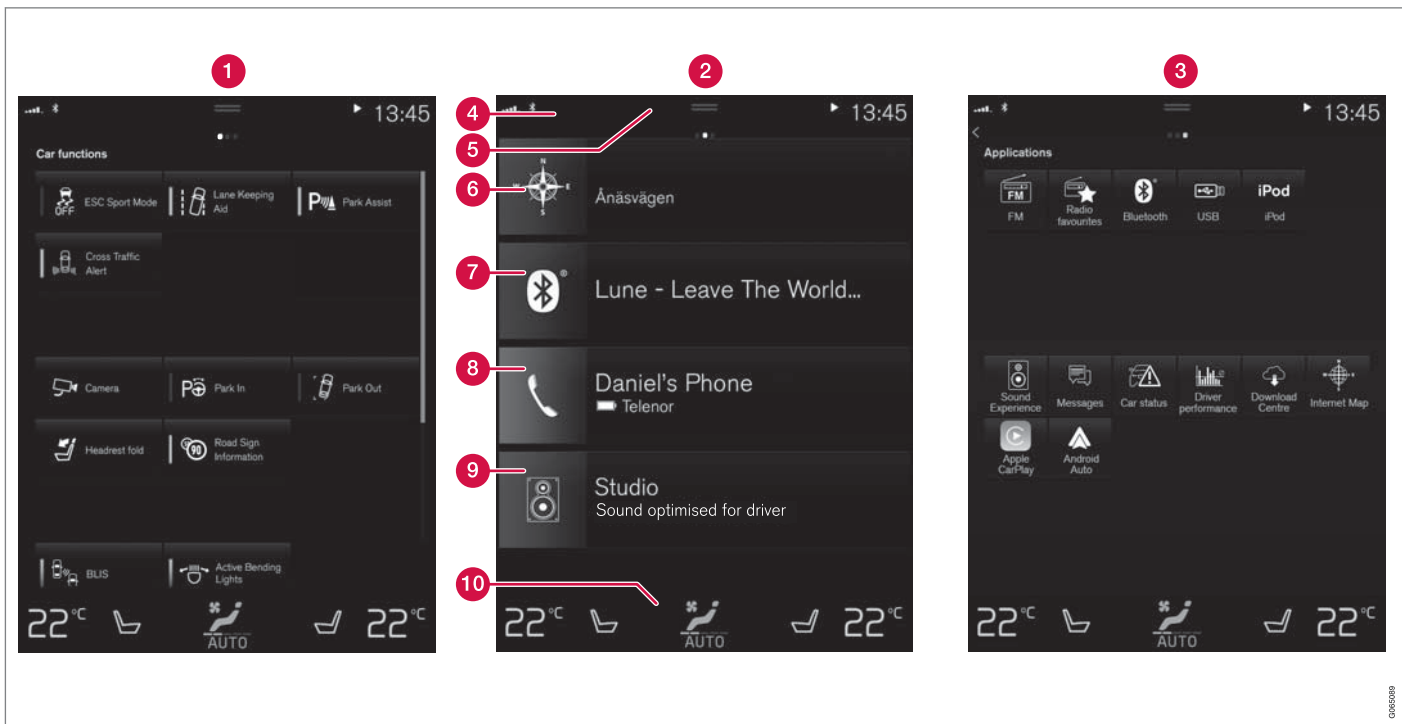 1
2
3
13:45
Car functions
OFF
ESC Sport Mode
Lane Keeping
Aid
P
Park Assist
Cross Traffic
Alert
Camera
P
Park In
Park Out
Headrest fold
90
Road Sign
Information
BLIS
Active Bending
Lights
22°C
AUTO
22°C
4
13:45
5
6
N
W
E
S
Ånäsvägen
7
®
Lune - Leave The World...
8
Daniel's Phone
Telenor
9
Studio
Sound optimised for driver
10
22°C
AUTO
22°C
13:45
<
Applications
FM
FM
Radio
favourites
Bluetooth
USB
iPod
iPod
Sound
Experience
Messages
Car status
Driver
performance
Download
Centre
Internet Map
Apple
CarPlay
Android
Auto
22°C
AUTO
22°C
G065089